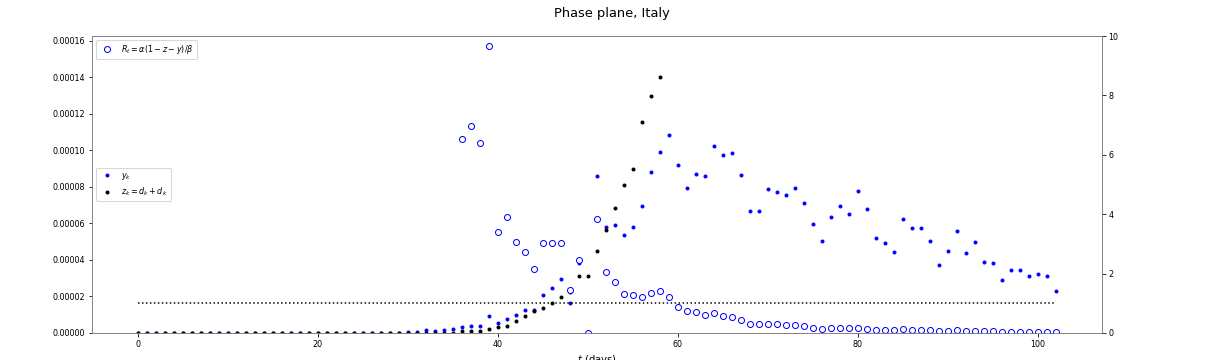 Phase plane, Italy
0.00016
0.00014
0.00012
0.00010
0.00008
0.00006
0.00004
0.00002
0.00000
10
8
6
4
2
0
R_t = α(1 − z − y)/β
y_k
z_k = d_k + d_k
0 20 40 60 80 100
t (days)